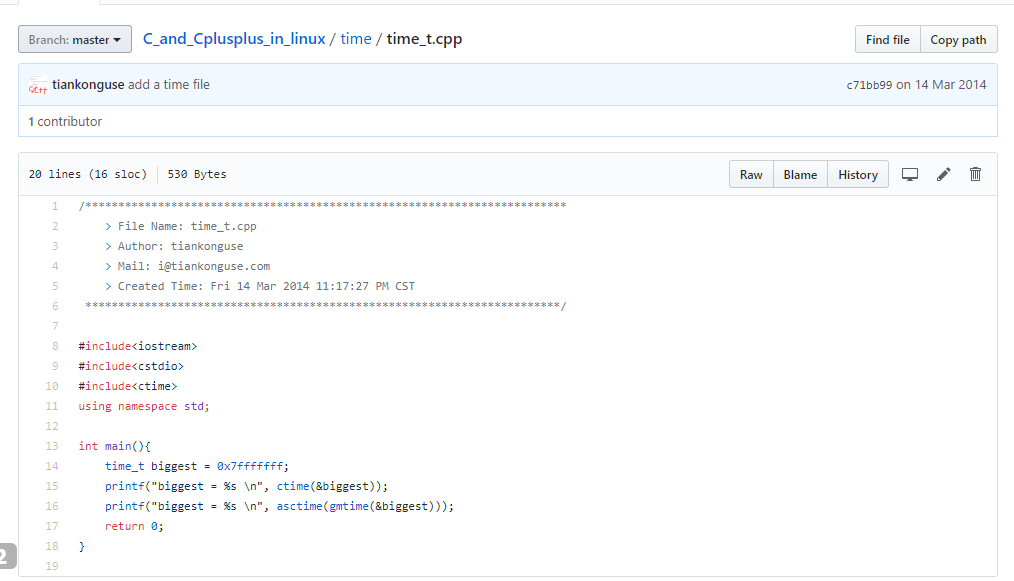 Branch: master
C_and_Cplusplus_in_linux / time / time_t.cpp
Find file
Copy path
tiankonguse add a time file
c71bb99 on 14 Mar 2014
1 contributor
20 lines (16 sloc)
530 Bytes
Raw
Blame
History
1 /*************************************************************************
2 > File Name: time_t.cpp
3 > Author: tiankonguse
4 > Mail: i@tiankonguse.com
5 > Created Time: Fri 14 Mar 2014 11:17:27 PM CST
6 ************************************************************************/
7
8 #include<iostream>
9 #include<cstdio>
10 #include<ctime>
11 using namespace std;
12
13 int main(){
14 time_t biggest = 0x7fffffff;
15 printf("biggest = %s \n", ctime(&biggest));
16 printf("biggest = %s \n", asctime(gmtime(&biggest)));
17 return 0;
18 }
19
2